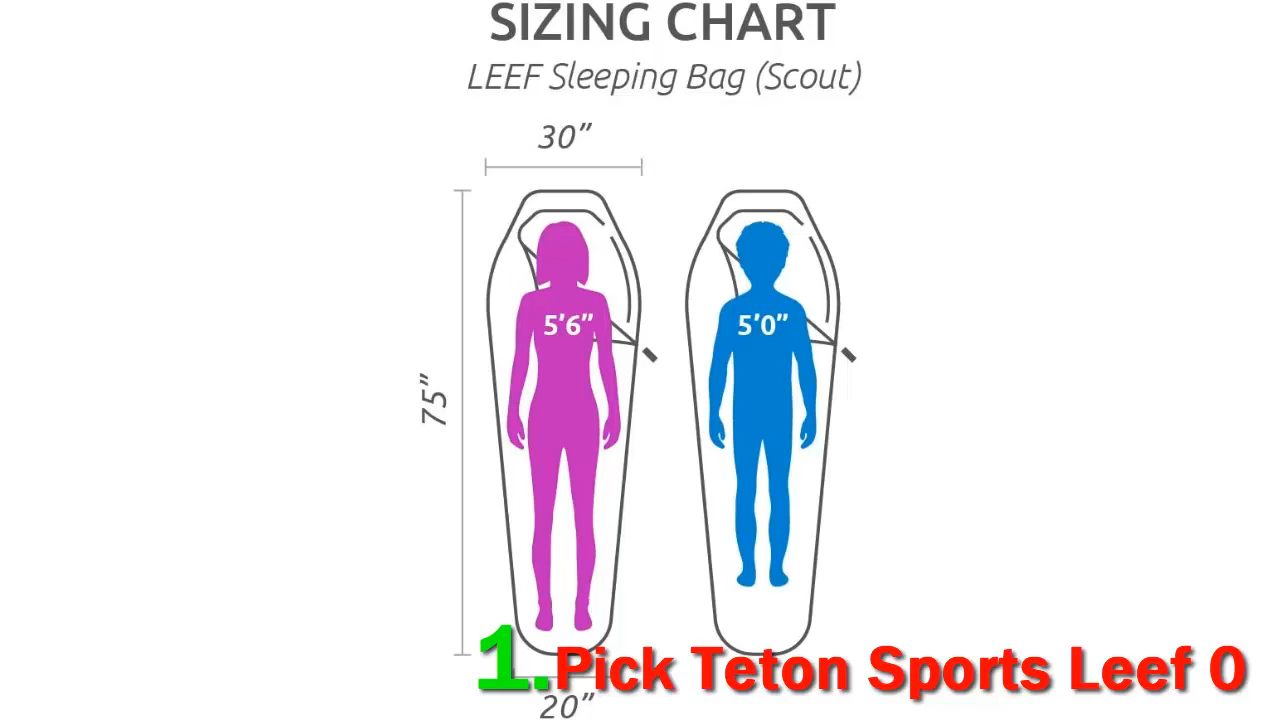 SIZING CHART
LEEF Sleeping Bag (Scout)
30”
5’6”
5’0”
75”
1.Pick Teton Sports Leef 0
20”